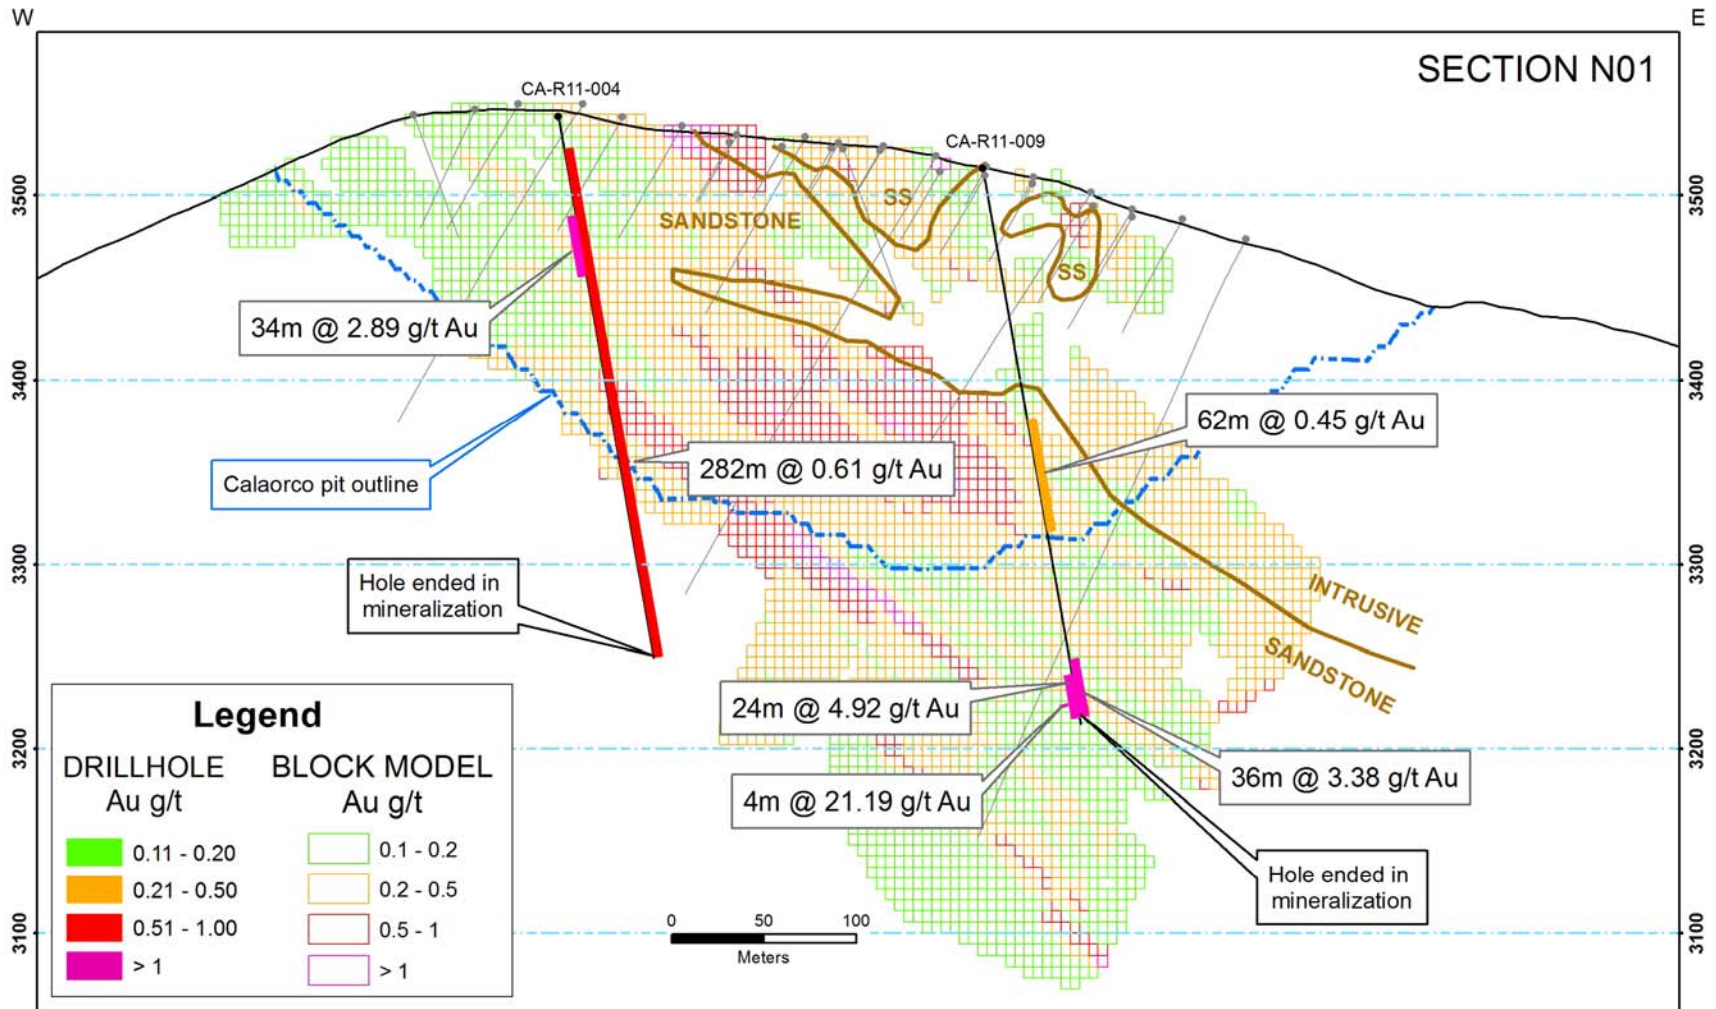 W
E
SECTION N01
CA-R11-004
CA-R11-009
3500
3500
SANDSTONE
SS
SS
34m @ 2.89 g/t Au
3400
3400
62m @ 0.45 g/t Au
282m @ 0.61 g/t Au
Calaorco pit outline
3300
3300
Hole ended in
mineralization
INTRUSIVE
SANDSTONE
24m @ 4.92 g/t Au
3200
3200
36m @ 3.38 g/t Au
4m @ 21.19 g/t Au
Hole ended in
mineralization
3100
3100
Legend
DRILLHOLE
Au g/t
0.11 - 0.20
0.21 - 0.50
0.51 - 1.00
> 1
BLOCK MODEL
Au g/t
0.1 - 0.2
0.2 - 0.5
0.5 - 1
> 1
0 50 100
Meters